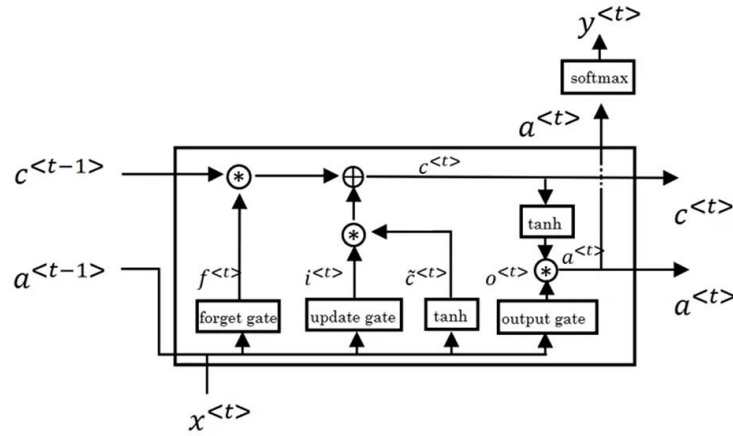 y<t>
softmax
a<t>
c<t-1>
c<t>
c<t>
tanh
a<t-1>
f<t>
i<t>
c̃<t>
o<t>
a<t>
a<t>
forget gate
update gate
tanh
output gate
x<t>